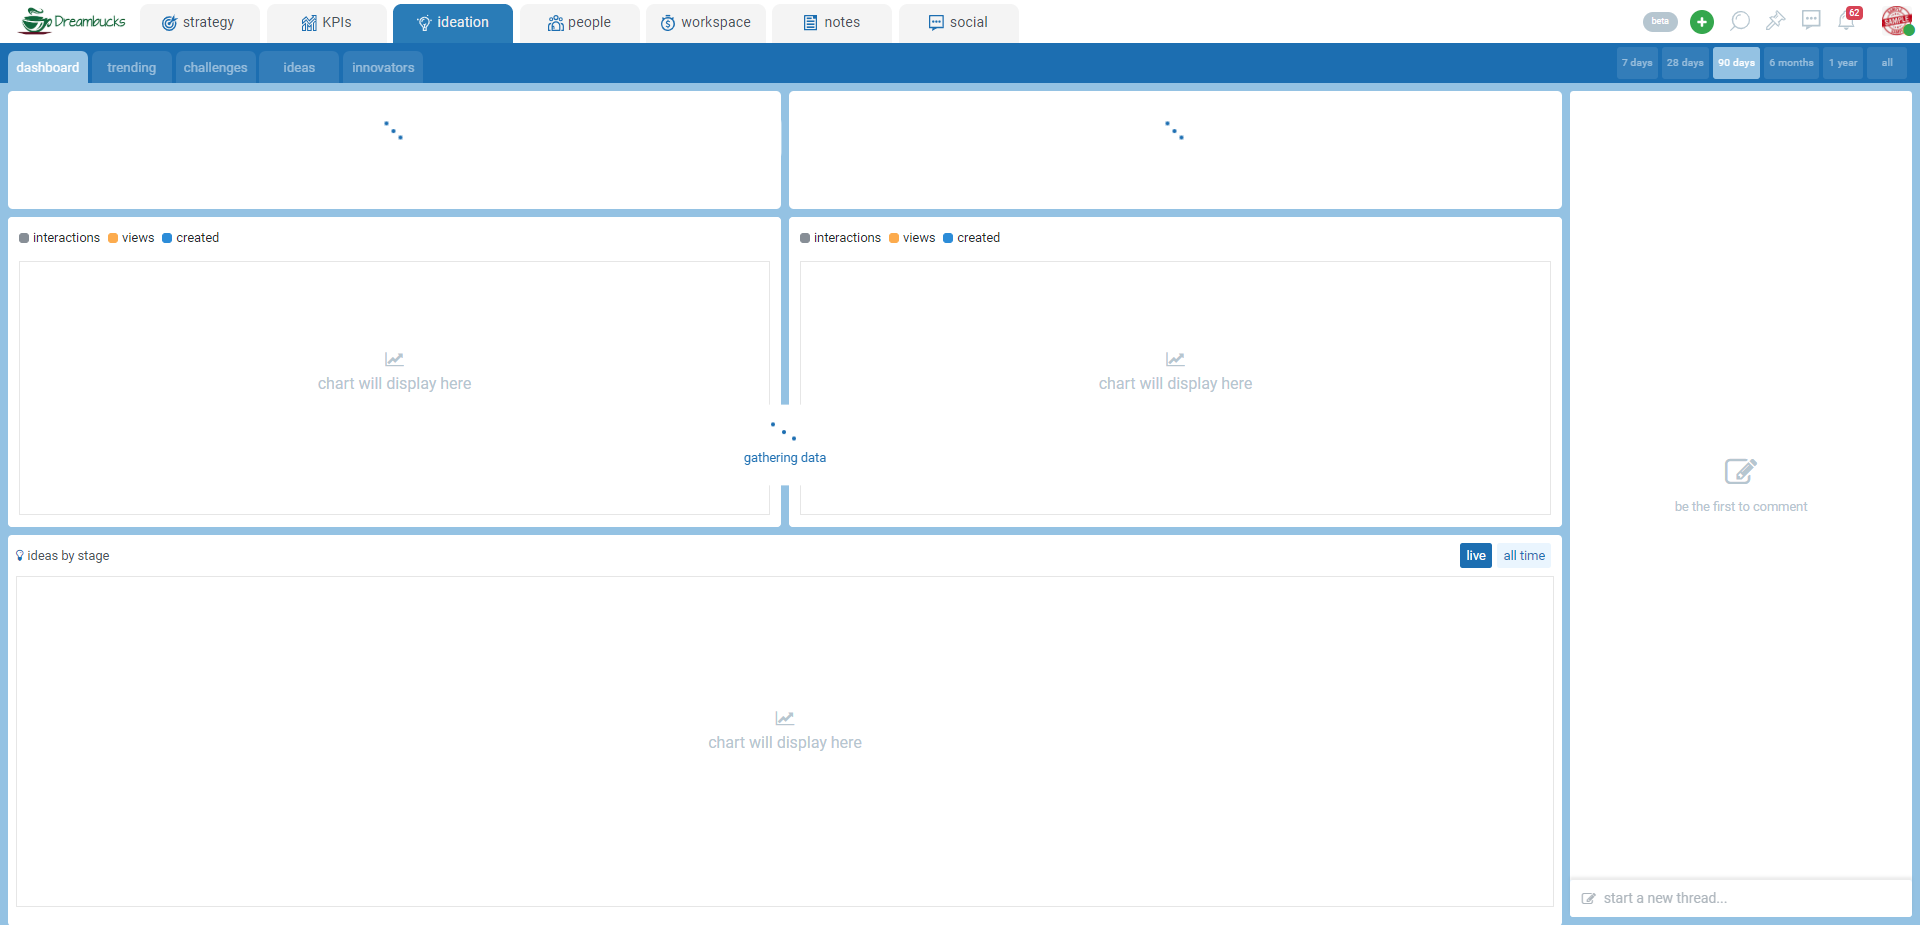 Dreambucks
strategy
KPIs
ideation
people
workspace
notes
social
beta
62
SAMPLE
dashboard
trending
challenges
ideas
innovators
7 days
28 days
90 days
6 months
1 year
all
interactions views created
chart will display here
interactions views created
chart will display here
gathering data
be the first to comment
ideas by stage
live
all time
chart will display here
start a new thread...